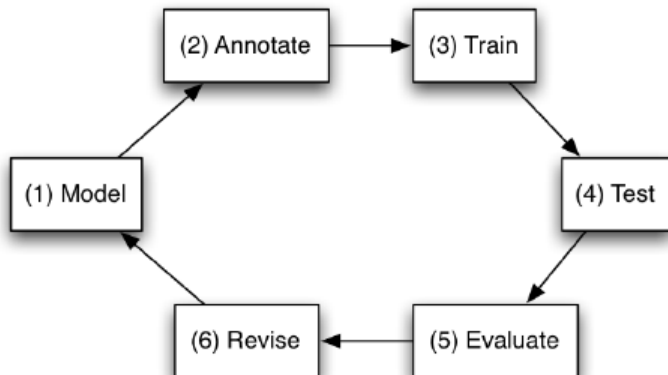 (1) Model
(2) Annotate
(3) Train
(4) Test
(5) Evaluate
(6) Revise